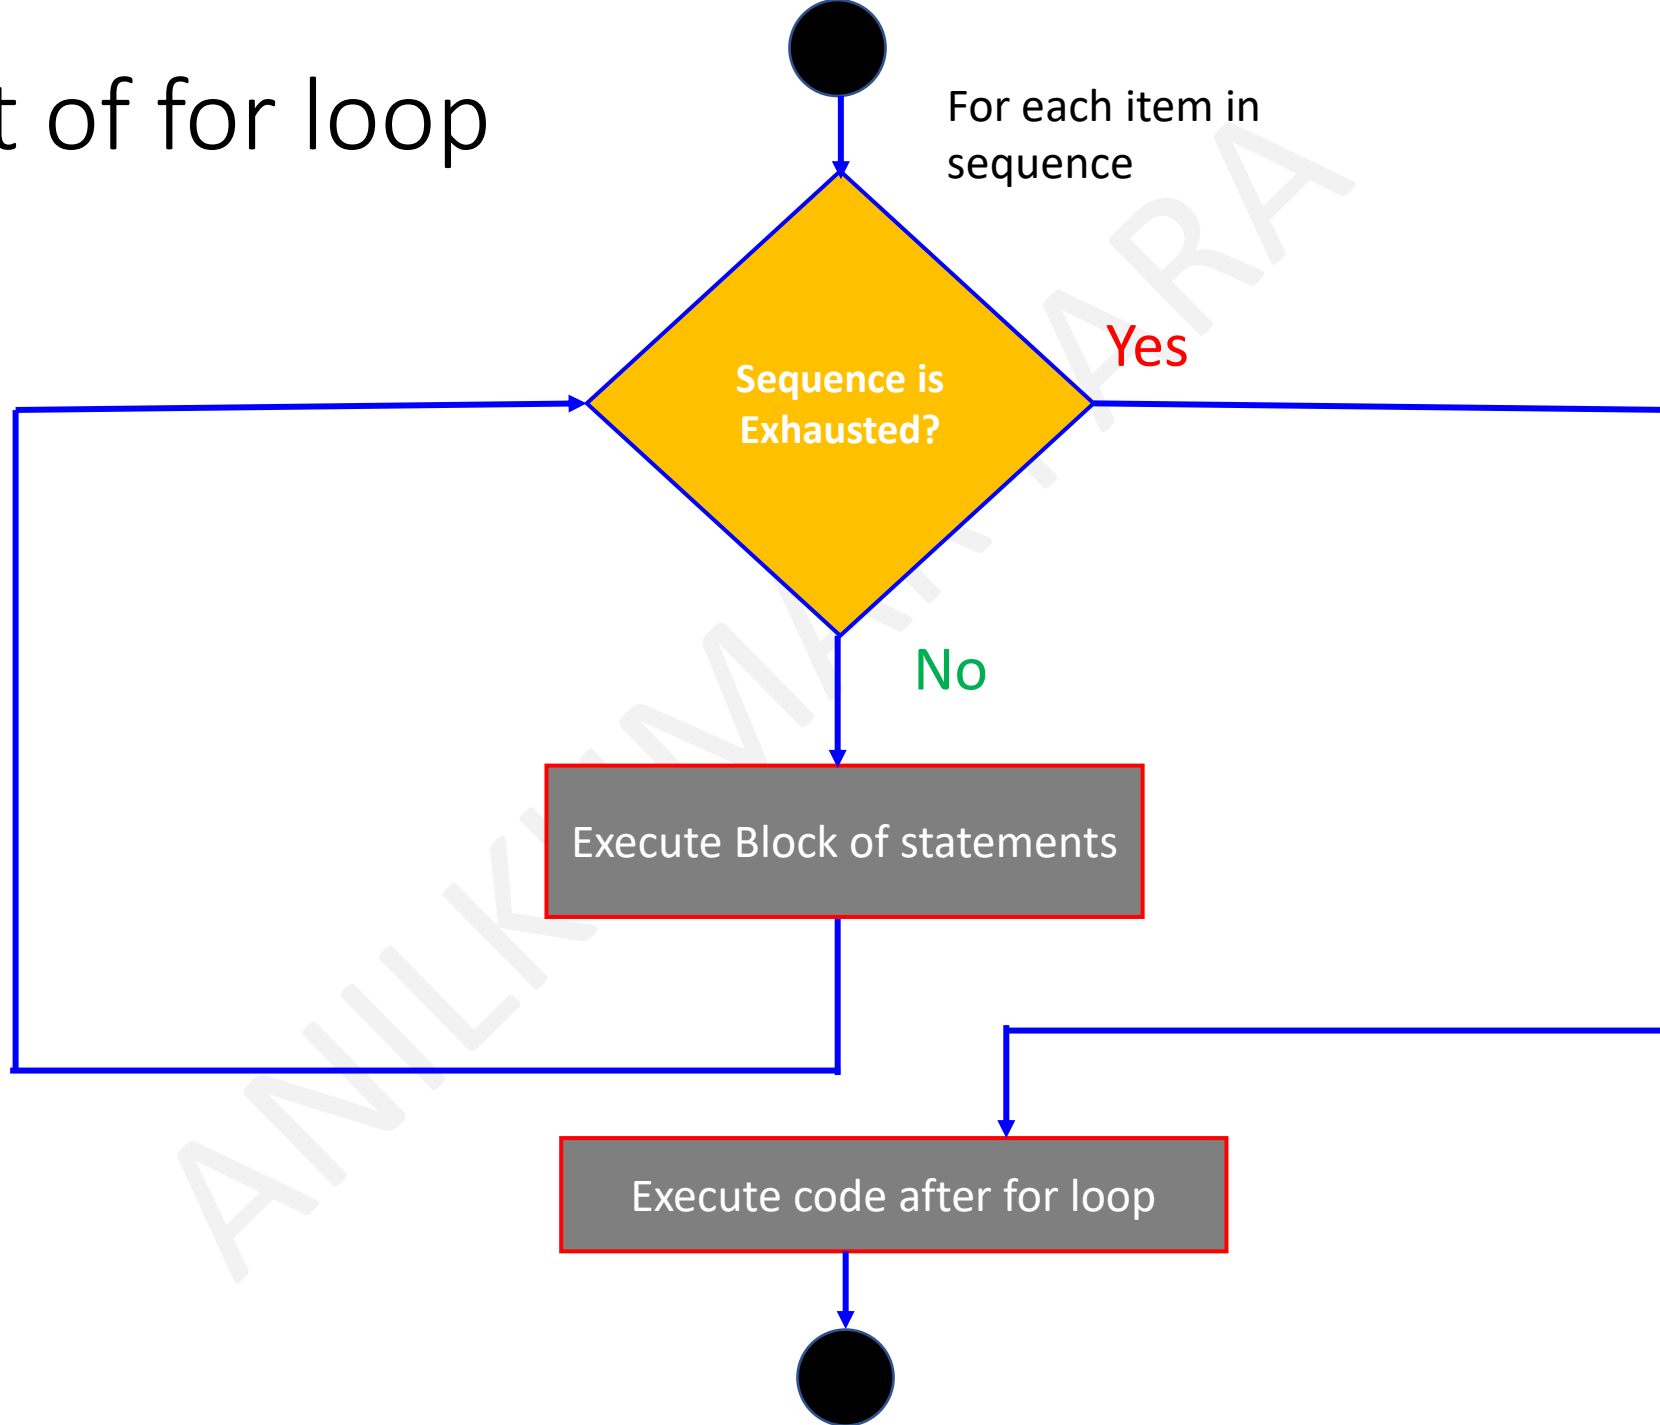 t of for loop
For each item in
sequence
Yes
Sequence is
Exhausted?
No
Execute Block of statements
Execute code after for loop